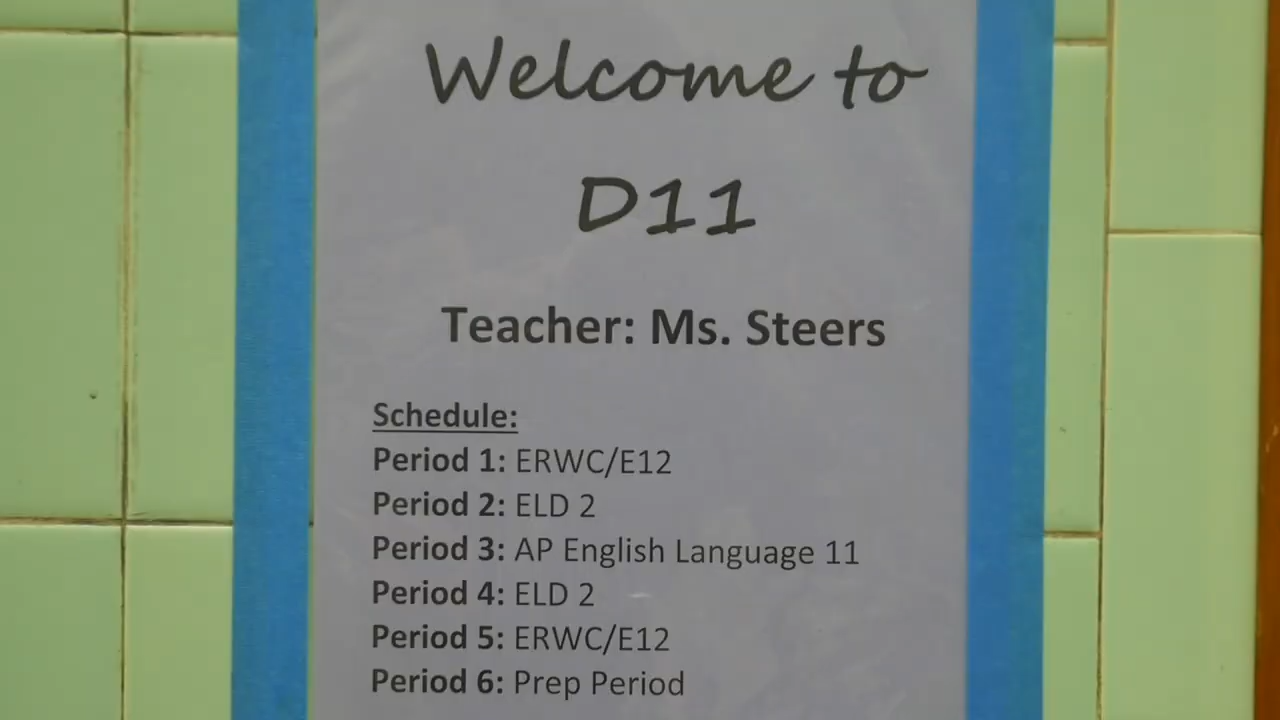 Welcome to
D11
Teacher: Ms. Steers
Schedule:
Period 1: ERWC/E12
Period 2: ELD 2
Period 3: AP English Language 11
Period 4: ELD 2
Period 5: ERWC/E12
Period 6: Prep Period